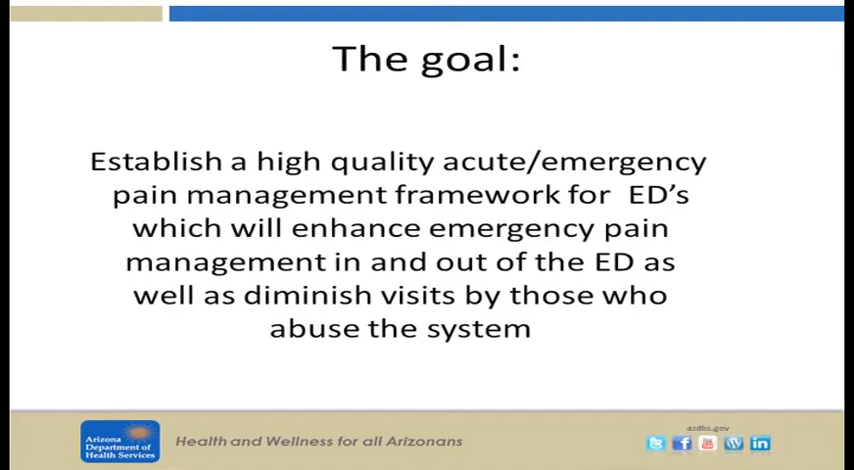 The goal:
Establish a high quality acute/emergency
pain management framework for  ED's
which will enhance emergency pain
management in and out of the ED as
well as diminish visits by those who
abuse the system
azdhs.gov
Arizona
Department of
Health Services
Health and Wellness for all Arizonans